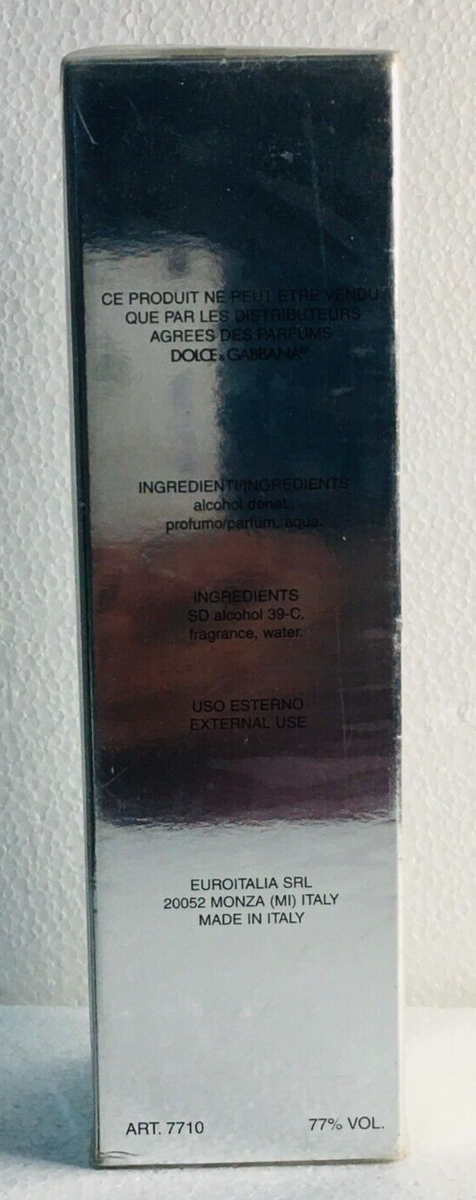 CE PRODUIT NE PEUT ETRE VENDU
QUE PAR LES DISTRIBUTEURS
AGREES DES PARFUMS
DOLCE & GABBANA
INGREDIENTI/INGREDIENTS
alcohol denat.,
profumo/parfum, aqua.
INGREDIENTS
SD alcohol 39-C,
fragrance, water.
USO ESTERNO
EXTERNAL USE
EUROITALIA SRL
20052 MONZA (MI) ITALY
MADE IN ITALY
ART. 7710 77% VOL.